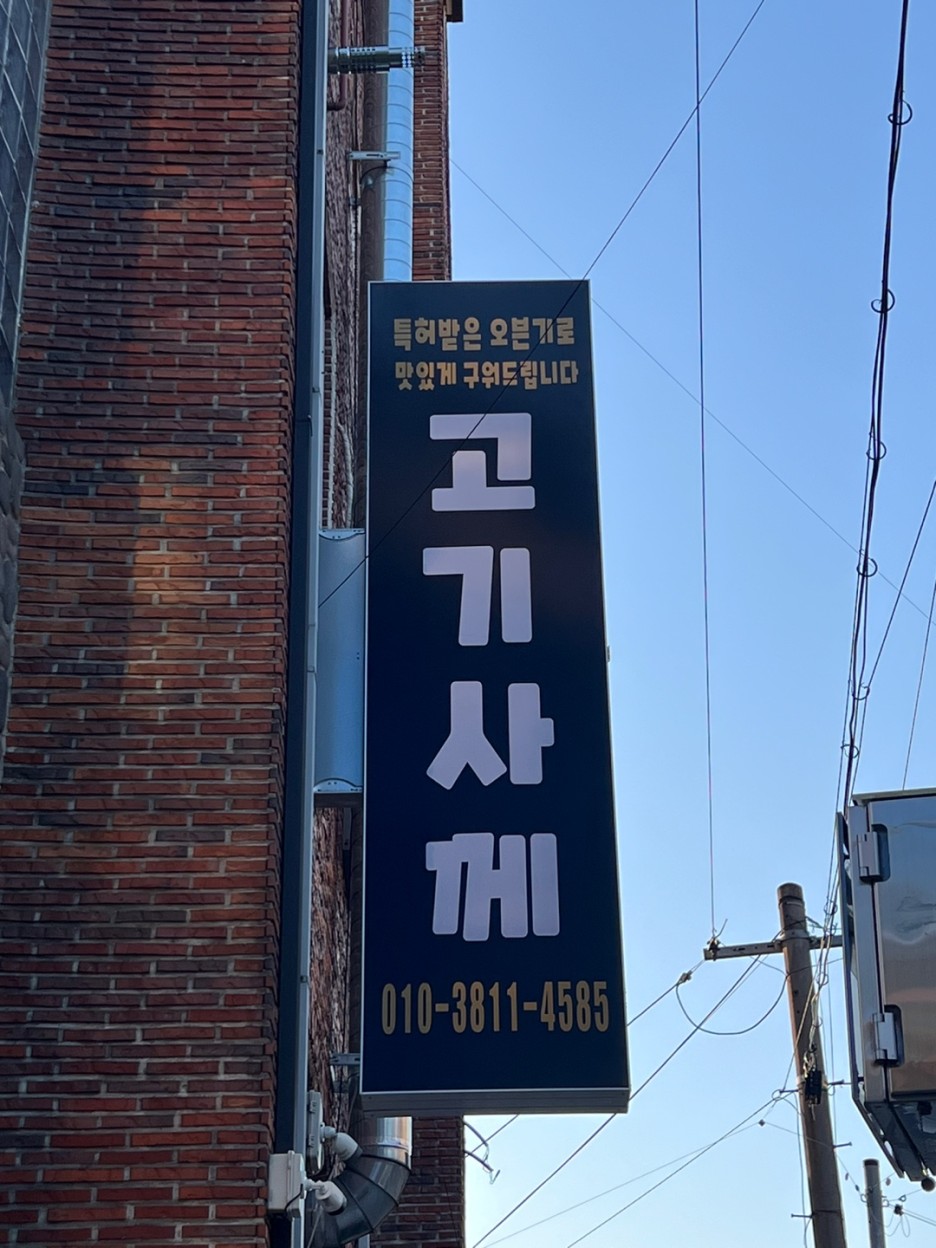 특허받은 오븐기로
맛있게 구워드립니다
고기사께
010-3811-4585